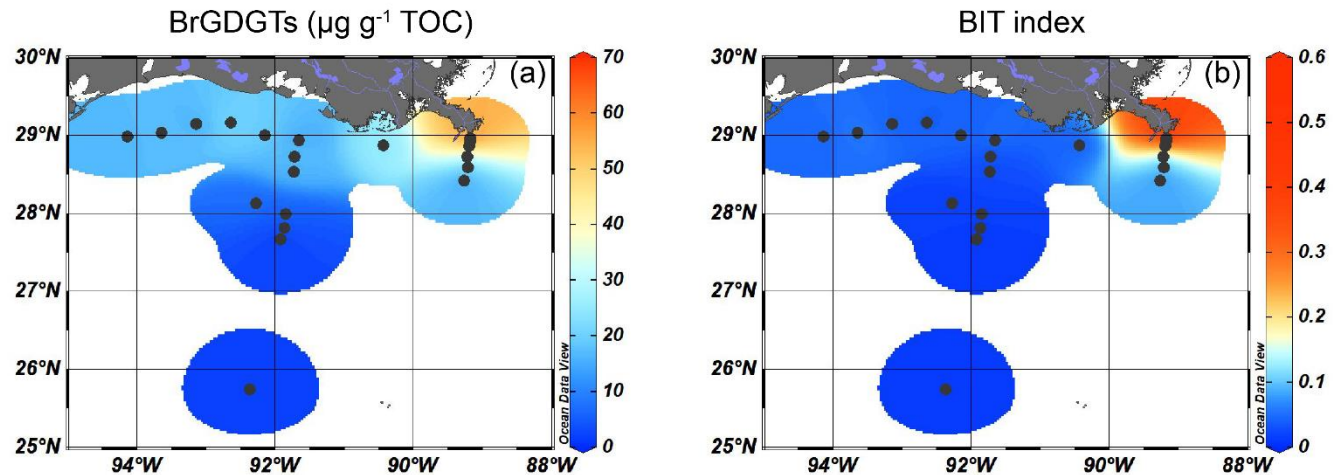 BrGDGTs (µg g⁻¹ TOC)
30°N
29°N
28°N
27°N
26°N
25°N
94°W 92°W 90°W 88°W
(a)
70
60
50
40
30
20
10
0
Ocean Data View
BIT index
30°N
29°N
28°N
27°N
26°N
25°N
94°W 92°W 90°W 88°W
(b)
0.6
0.5
0.4
0.3
0.2
0.1
0
Ocean Data View